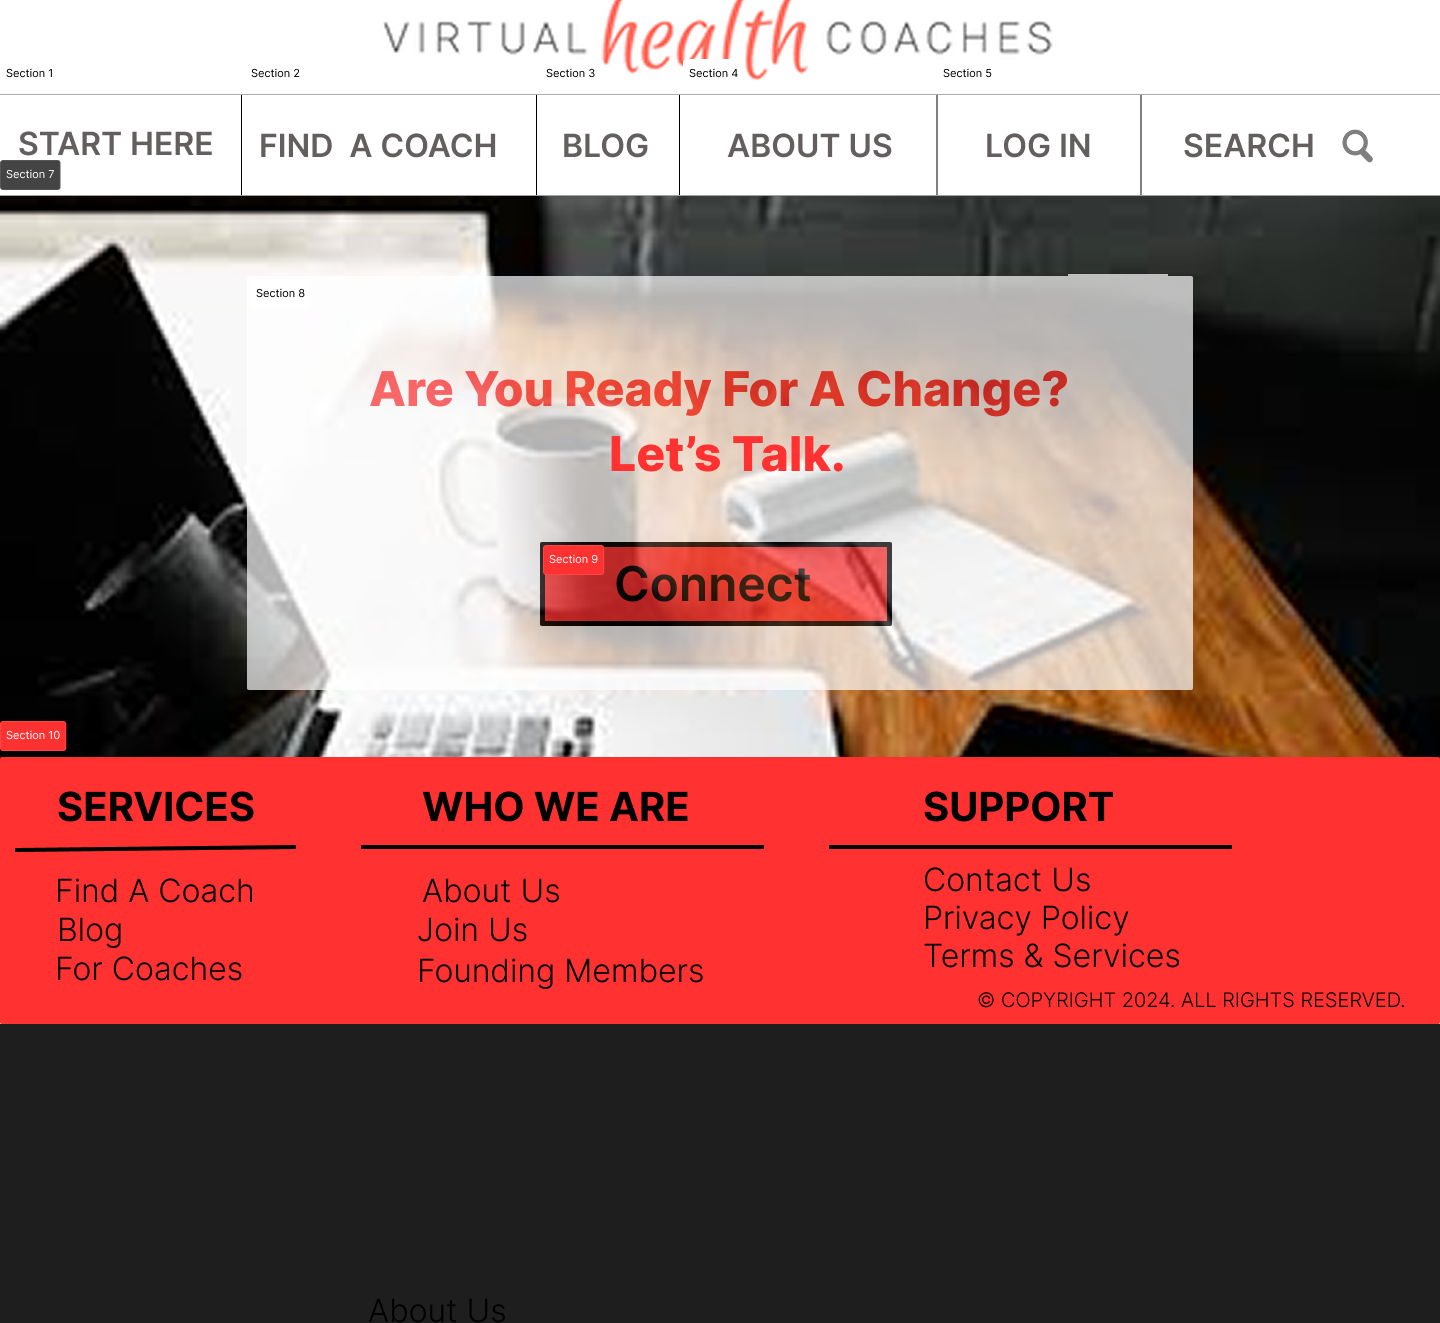 VIRTUAL health COACHES
Section 1
Section 2
Section 3
Section 4
Section 5
START HERE
FIND A COACH
BLOG
ABOUT US
LOG IN
SEARCH
Section 7
Section 8
Are You Ready For A Change?
Let’s Talk.
Section 9
Connect
Section 10
SERVICES
Find A Coach
Blog
For Coaches
WHO WE ARE
About Us
Join Us
Founding Members
SUPPORT
Contact Us
Privacy Policy
Terms & Services
© COPYRIGHT 2024. ALL RIGHTS RESERVED.
About Us